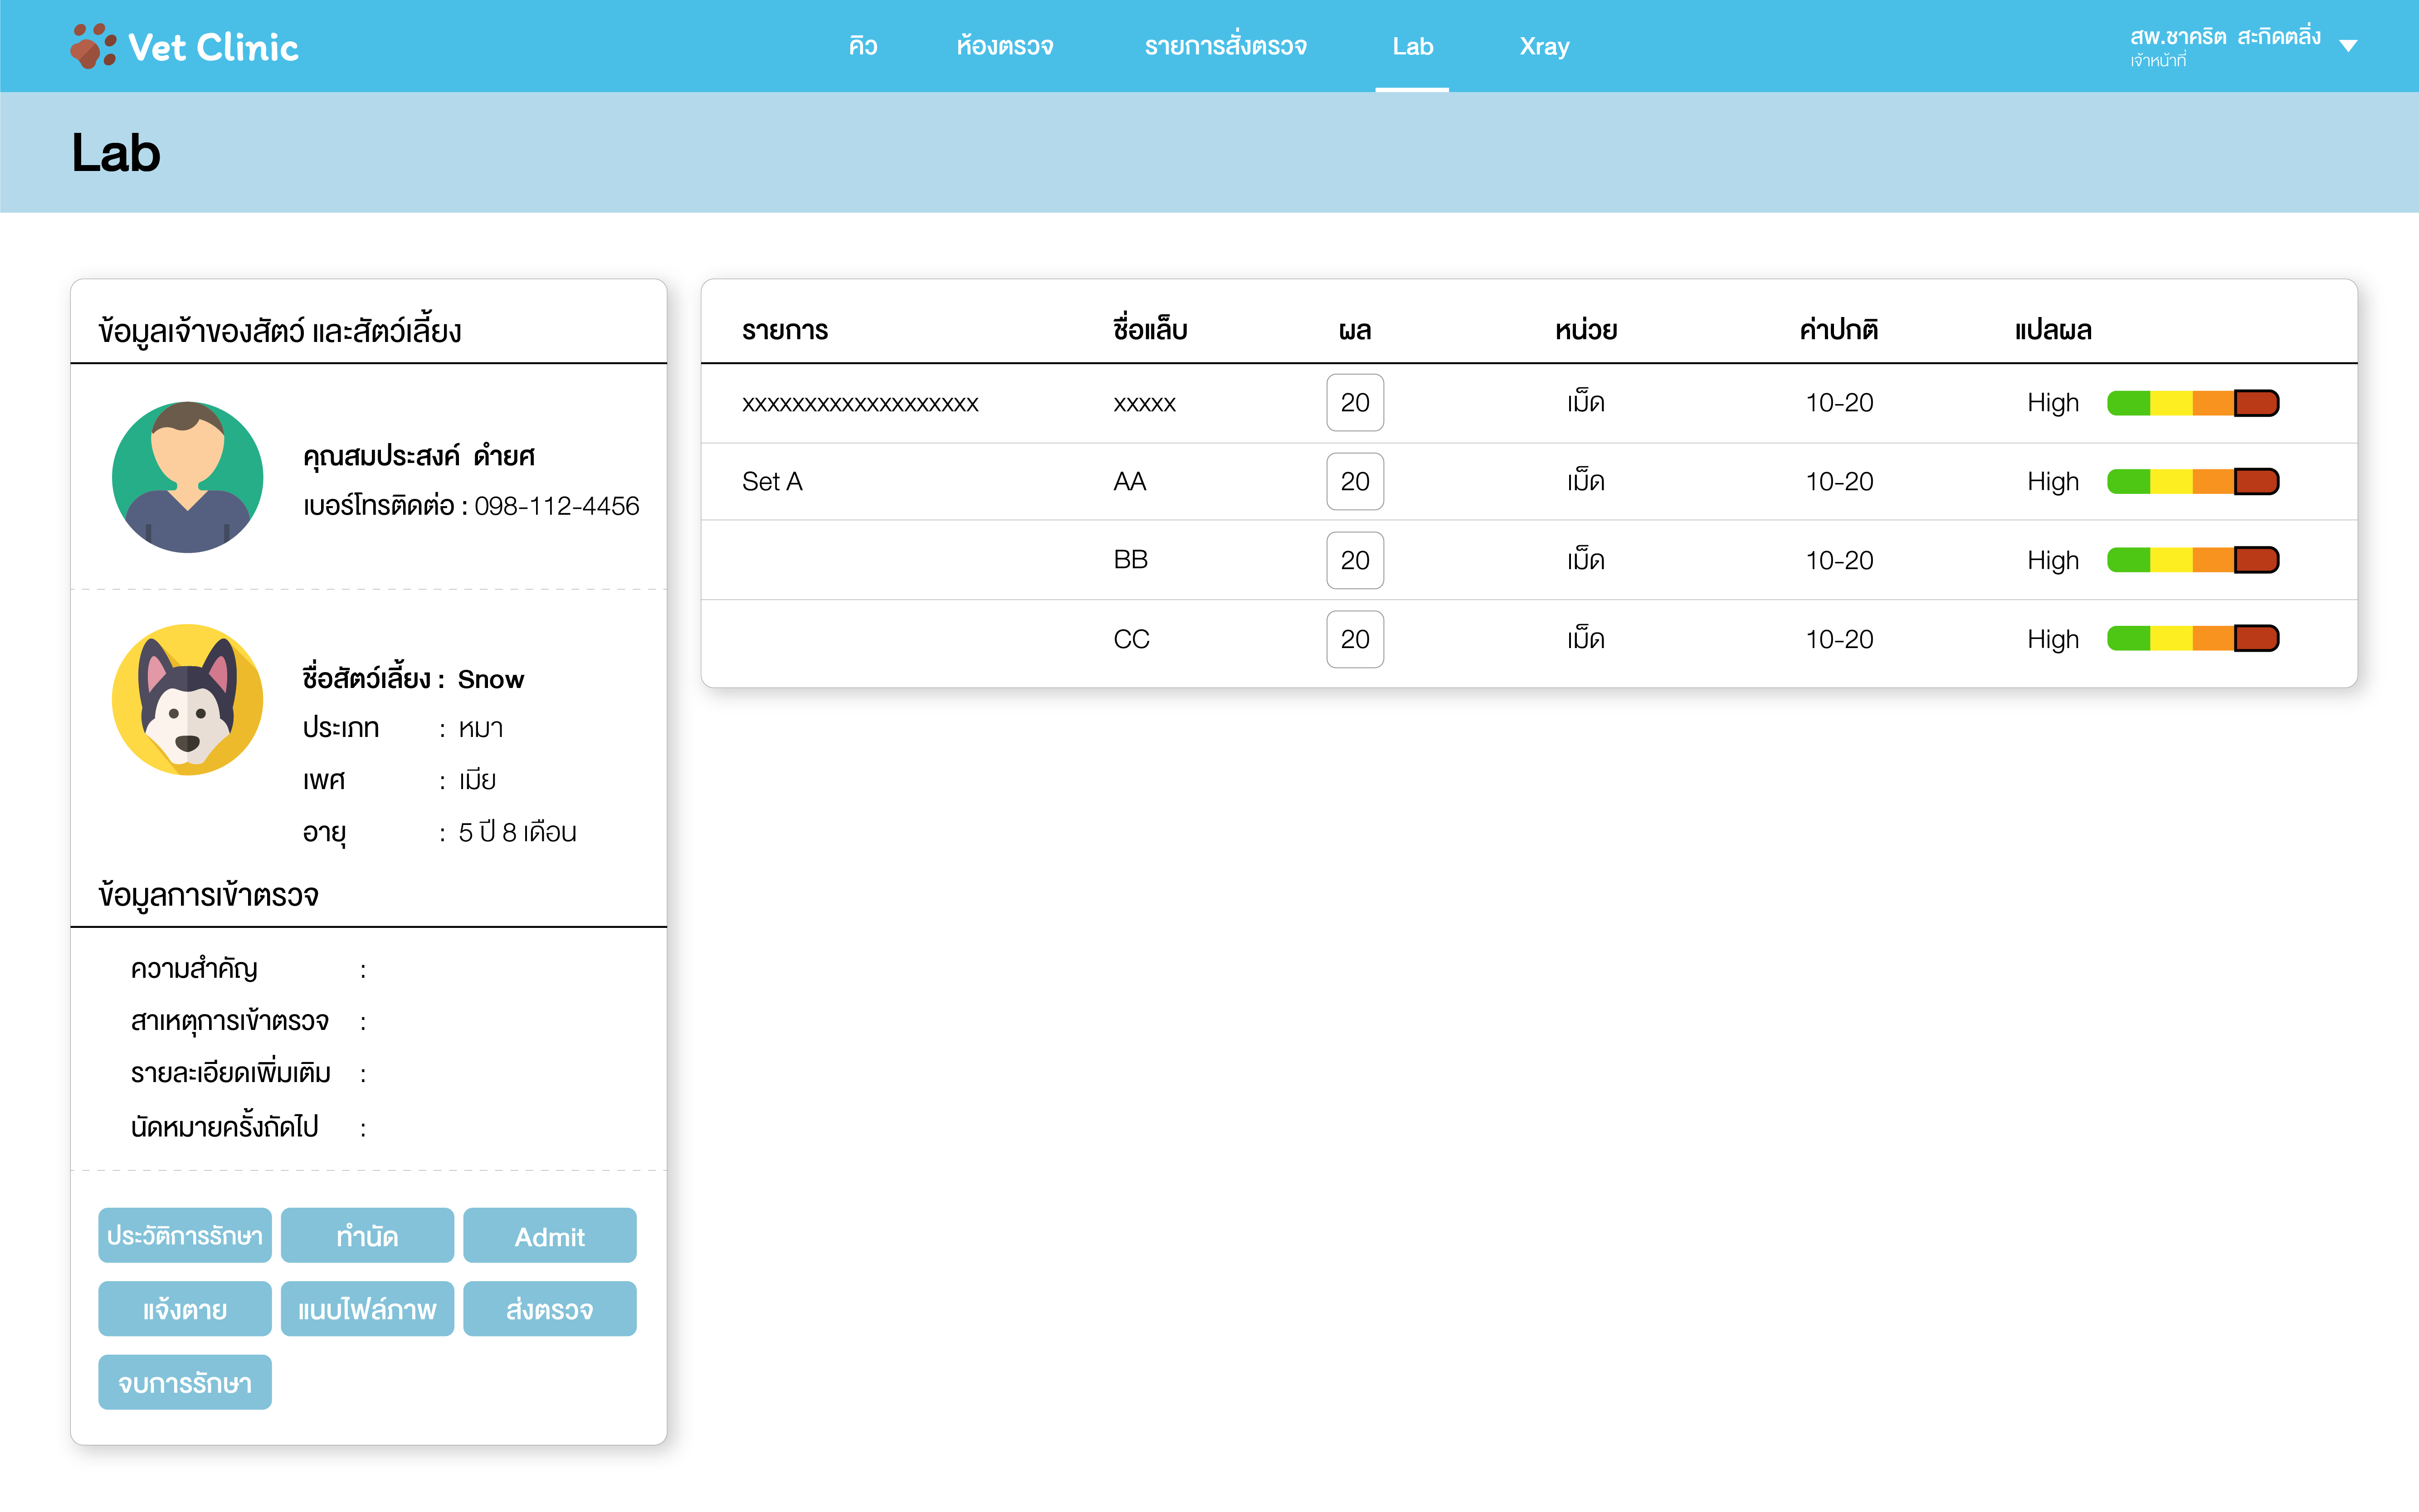 Vet Clinic
คิว ห้องตรวจ รายการสั่งตรวจ Lab Xray
สพ.ชาคริต สะกิดตลิ่ง
เจ้าหน้าที่
Lab
ข้อมูลเจ้าของสัตว์ และสัตว์เลี้ยง
คุณสมประสงค์ ดำยศ
เบอร์โทรติดต่อ : 098-112-4456
ชื่อสัตว์เลี้ยง : Snow
ประเภท : หมา
เพศ : เมีย
อายุ : 5 ปี 8 เดือน
ข้อมูลการเข้าตรวจ
ความสำคัญ :
สาเหตุการเข้าตรวจ :
รายละเอียดเพิ่มเติม :
นัดหมายครั้งถัดไป :
ประวัติการรักษา ทำนัด Admit
แจ้งตาย แนบไฟล์ภาพ ส่งตรวจ
จบการรักษา
รายการ ชื่อแล็บ ผล หน่วย ค่าปกติ แปลผล
xxxxxxxxxxxxxxxxxxx xxxxx 20 เม็ด 10-20 High
Set A AA 20 เม็ด 10-20 High
BB 20 เม็ด 10-20 High
CC 20 เม็ด 10-20 High